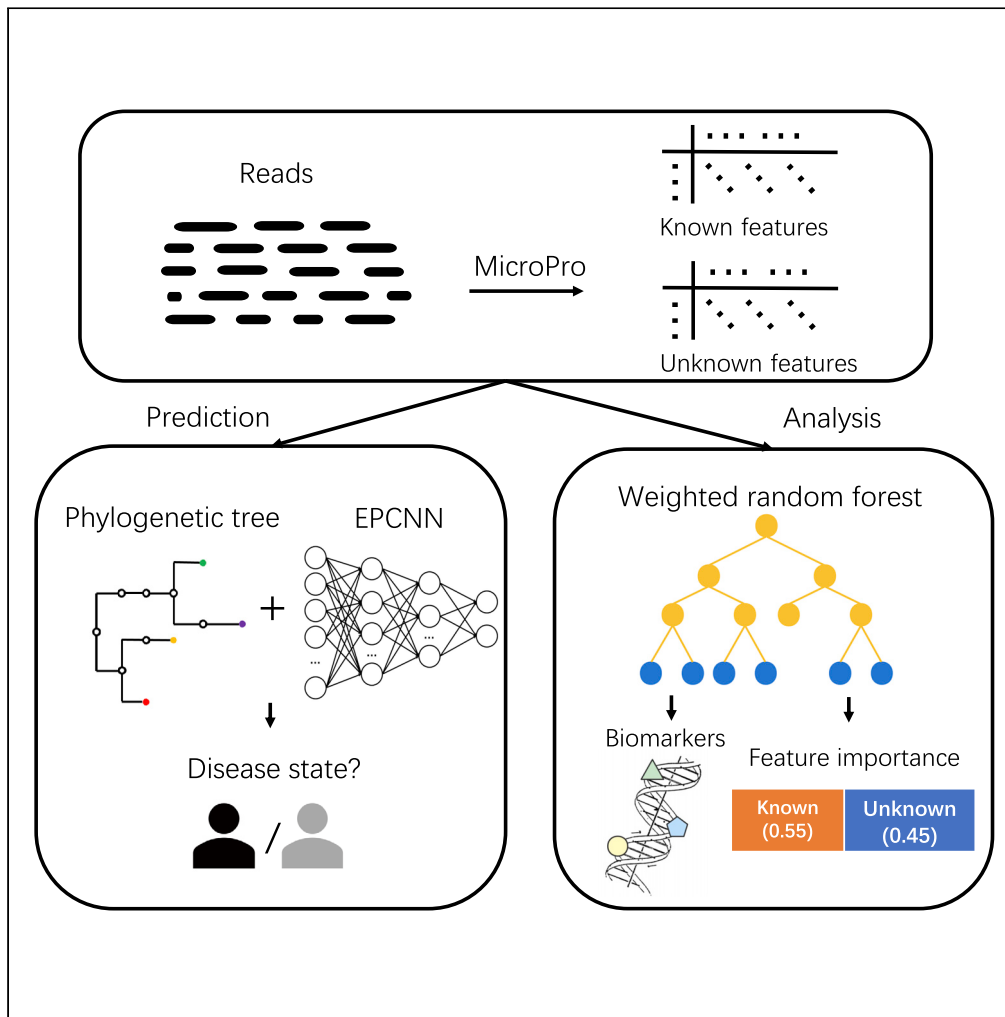 Reads
MicroPro
Known features
Unknown features
Prediction
Analysis
Phylogenetic tree
EPCNN
+
...
...
...
Disease state?
/
Weighted random forest
Biomarkers
Feature importance
Known
(0.55)
Unknown
(0.45)